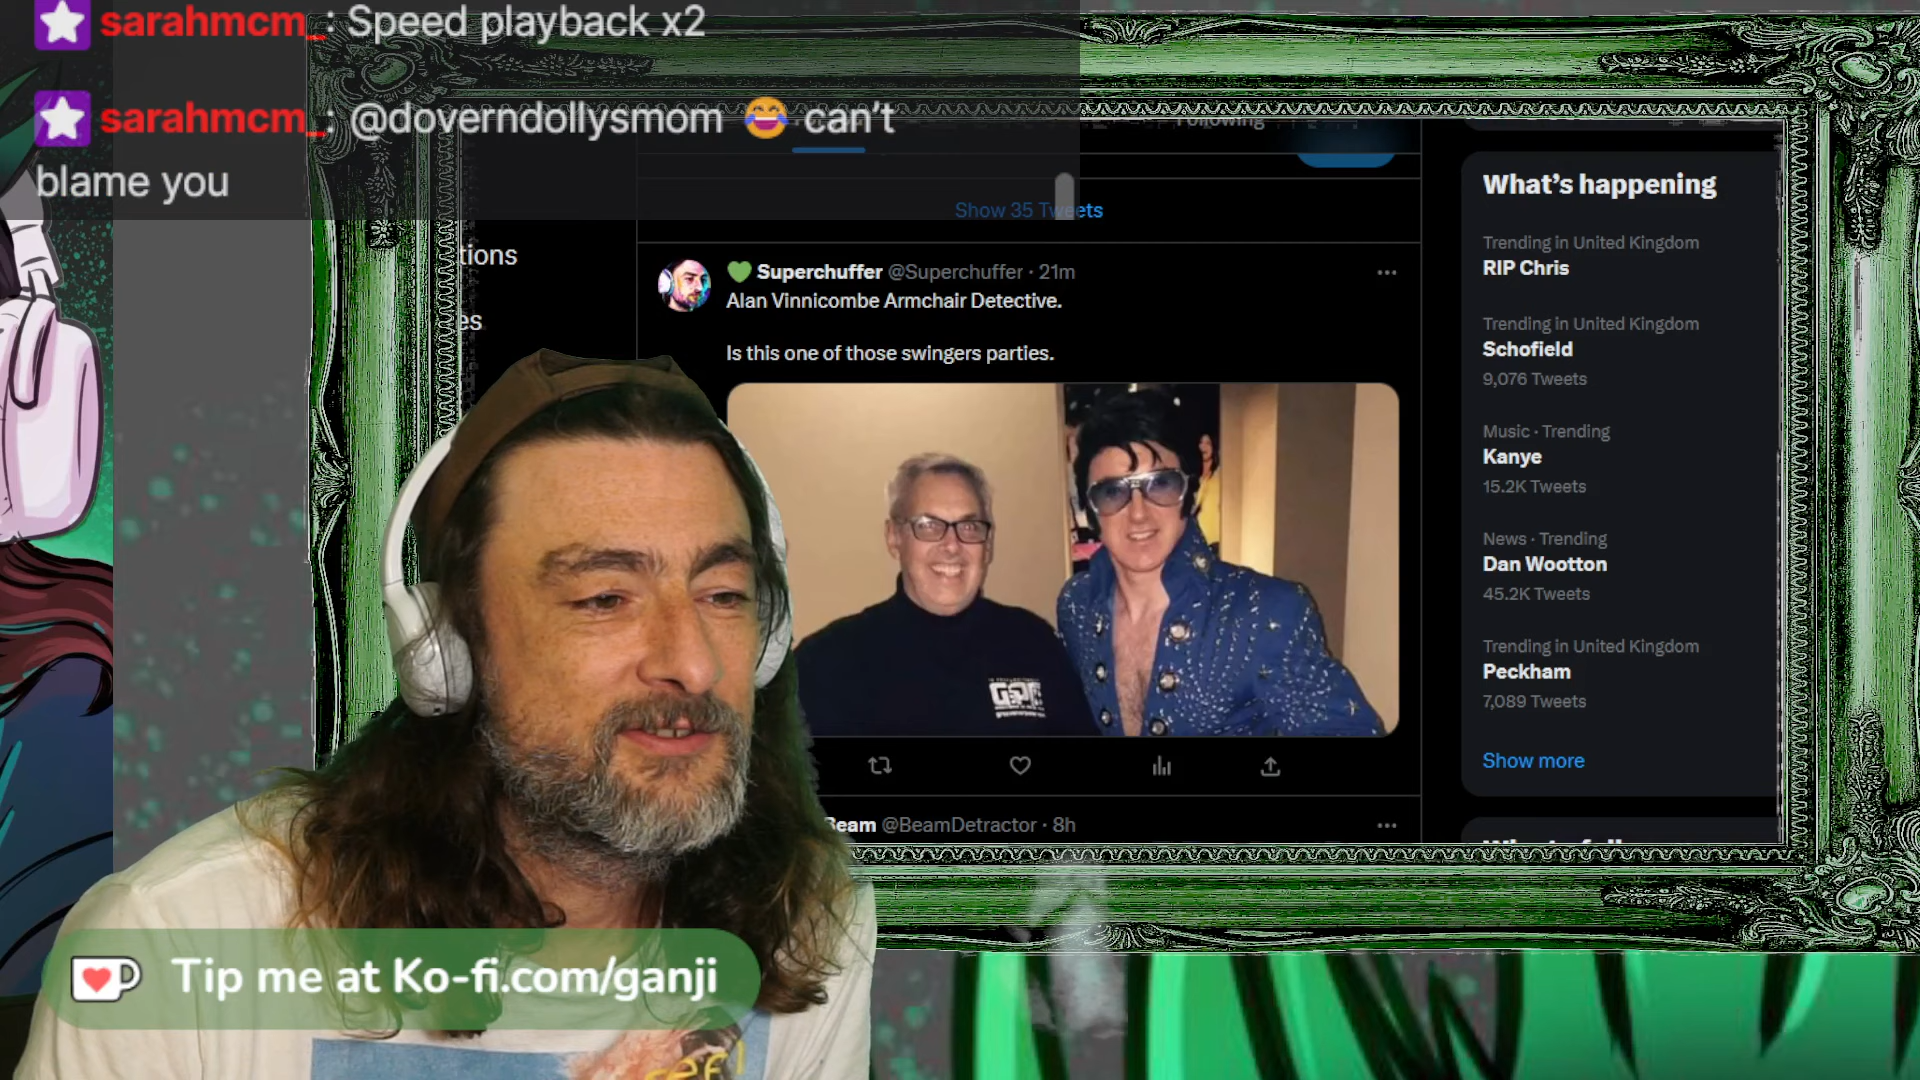 sarahmcm_: Speed playback x2
sarahmcm_: @doverndollysmom 😂 can't
blame you
Following
Show 35 Tweets
tions
es
💚 Superchuffer @Superchuffer · 21m
Alan Vinnicombe Armchair Detective.
Is this one of those swingers parties.
Beam @BeamDetractor · 8h
What's happening
Trending in United Kingdom
RIP Chris
Trending in United Kingdom
Schofield
9,076 Tweets
Music · Trending
Kanye
15.2K Tweets
News · Trending
Dan Wootton
45.2K Tweets
Trending in United Kingdom
Peckham
7,089 Tweets
Show more
Tip me at Ko-fi.com/ganji